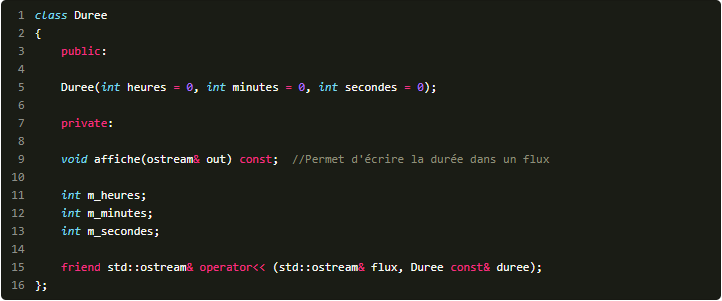 1 class Duree
2 {
3     public:
4
5     Duree(int heures = 0, int minutes = 0, int secondes = 0);
6
7     private:
8
9     void affiche(ostream& out) const;  //Permet d'écrire la durée dans un flux
10
11     int m_heures;
12     int m_minutes;
13     int m_secondes;
14
15     friend std::ostream& operator<< (std::ostream& flux, Duree const& duree);
16 };